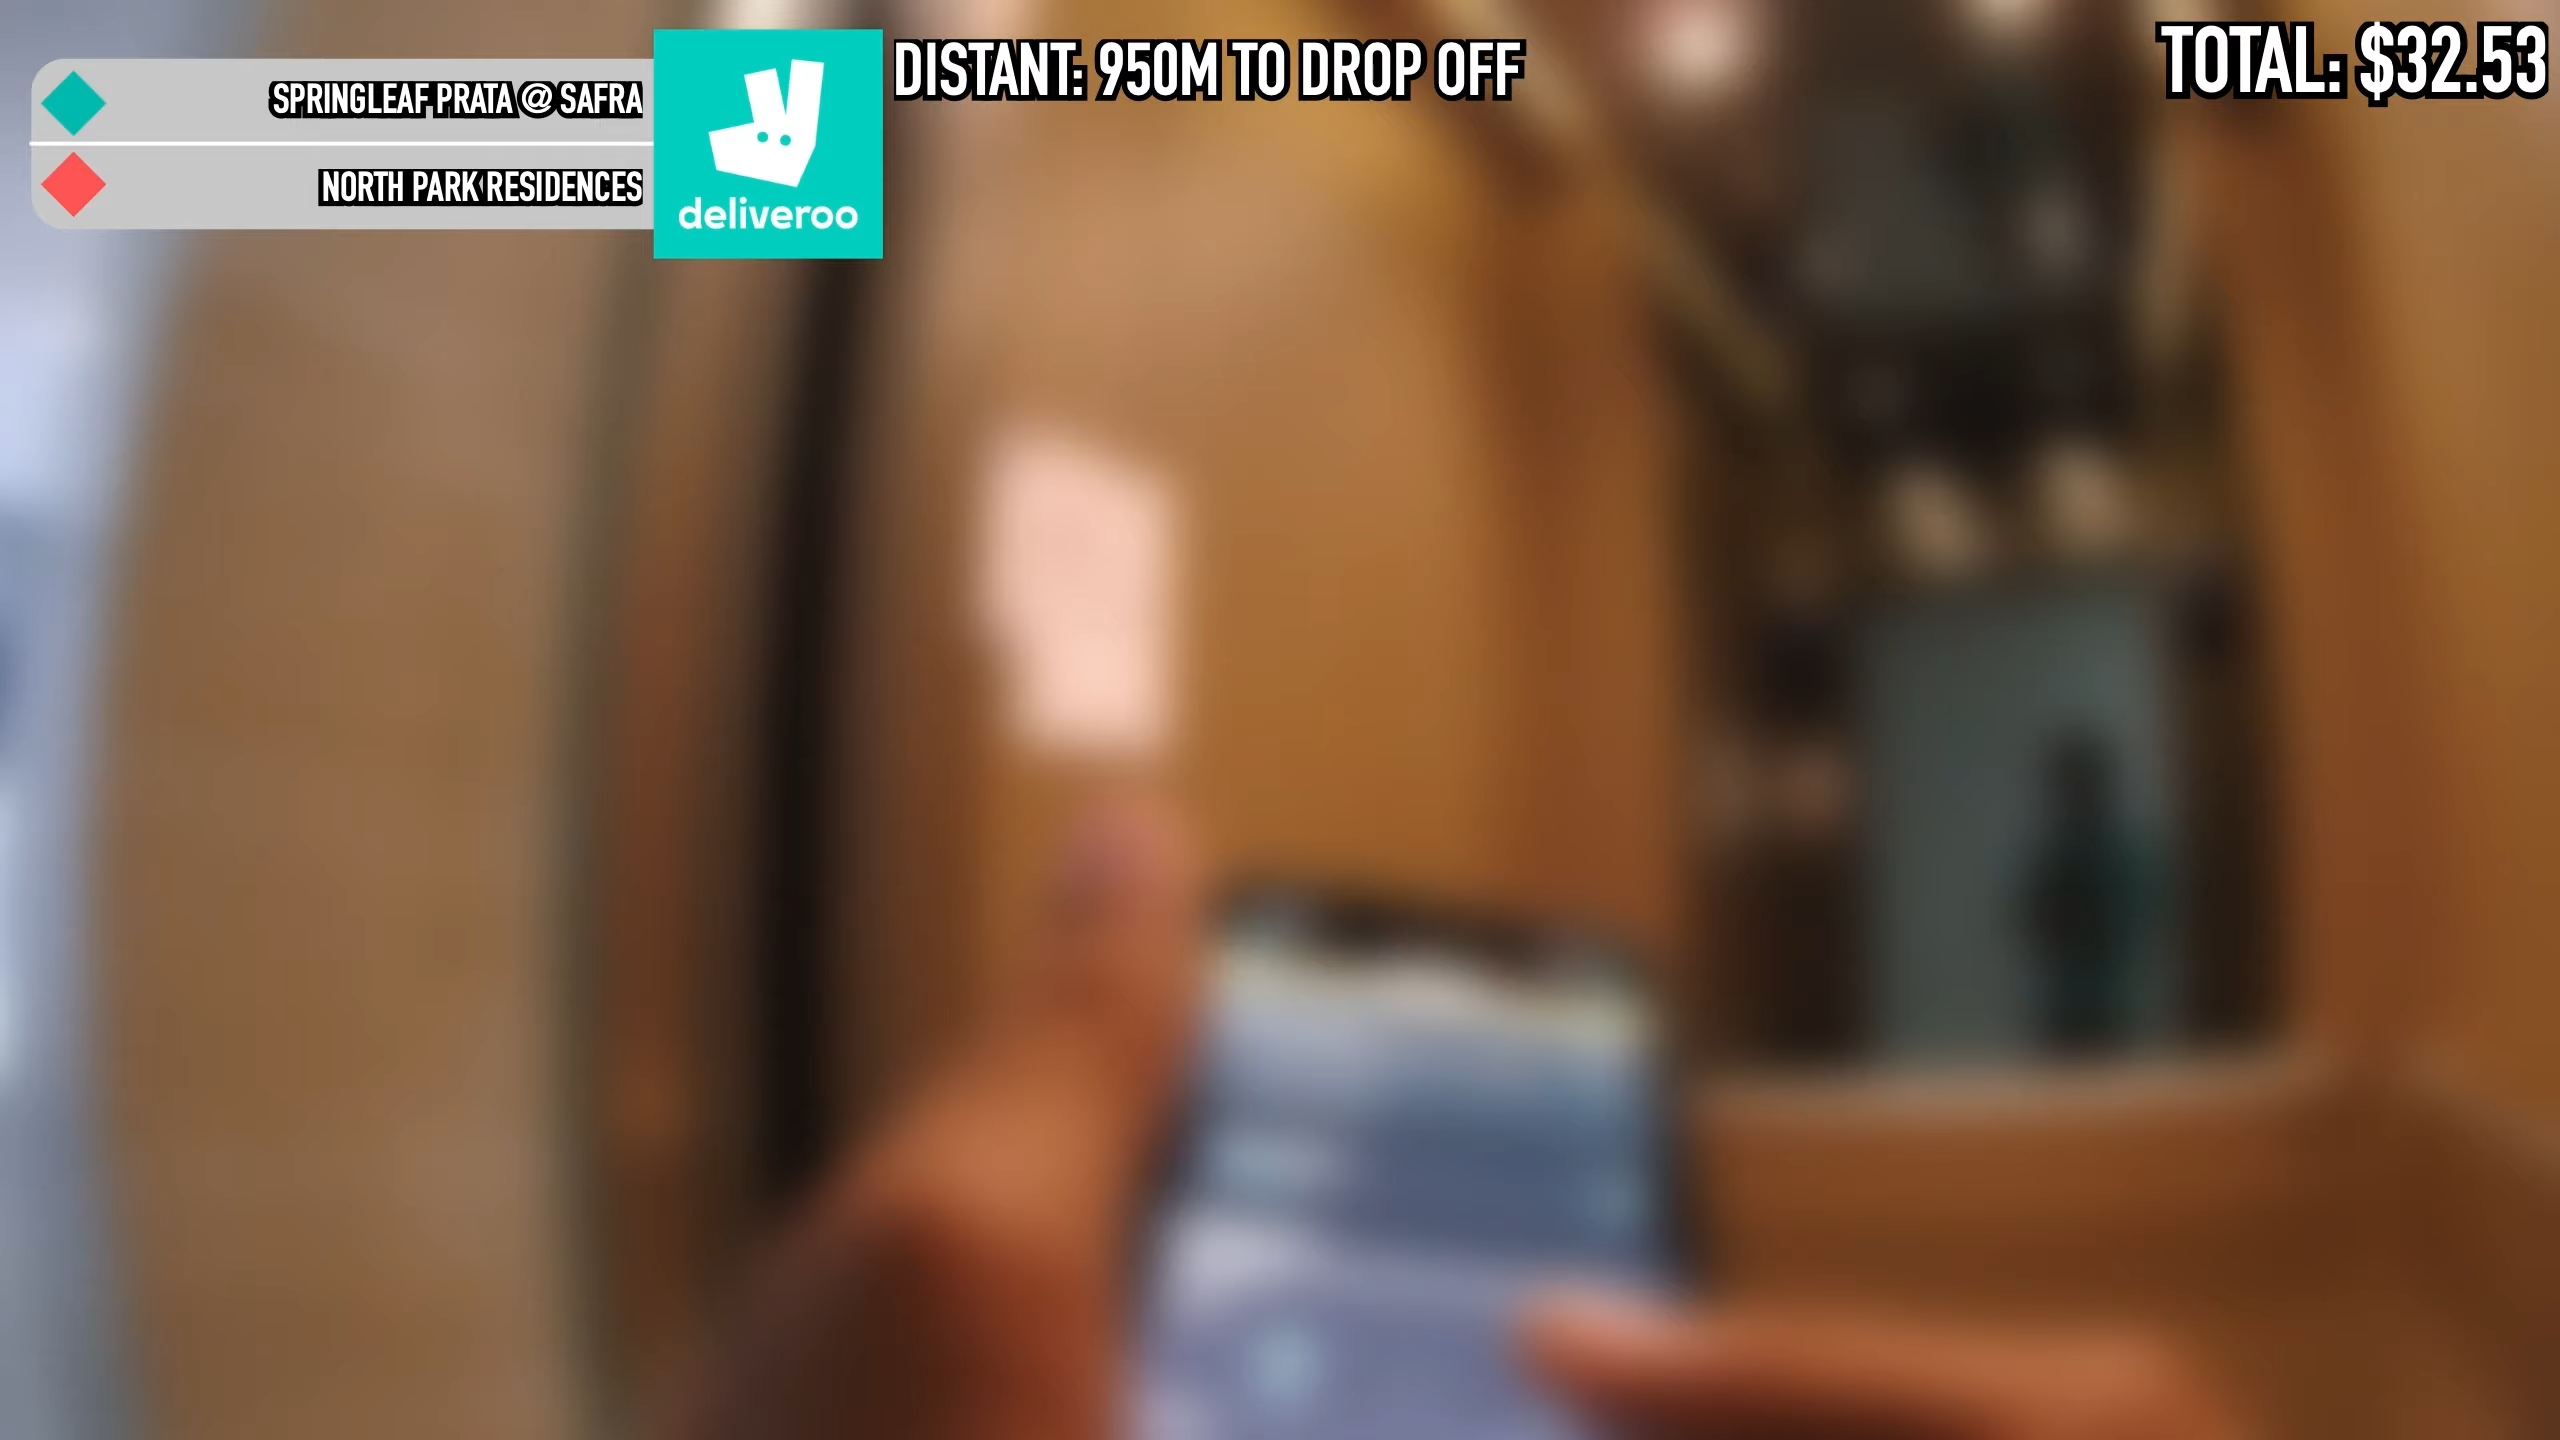 SPRINGLEAF PRATA @ SAFRA
NORTH PARK RESIDENCES
deliveroo
DISTANT: 950M TO DROP OFF
TOTAL: $32.53